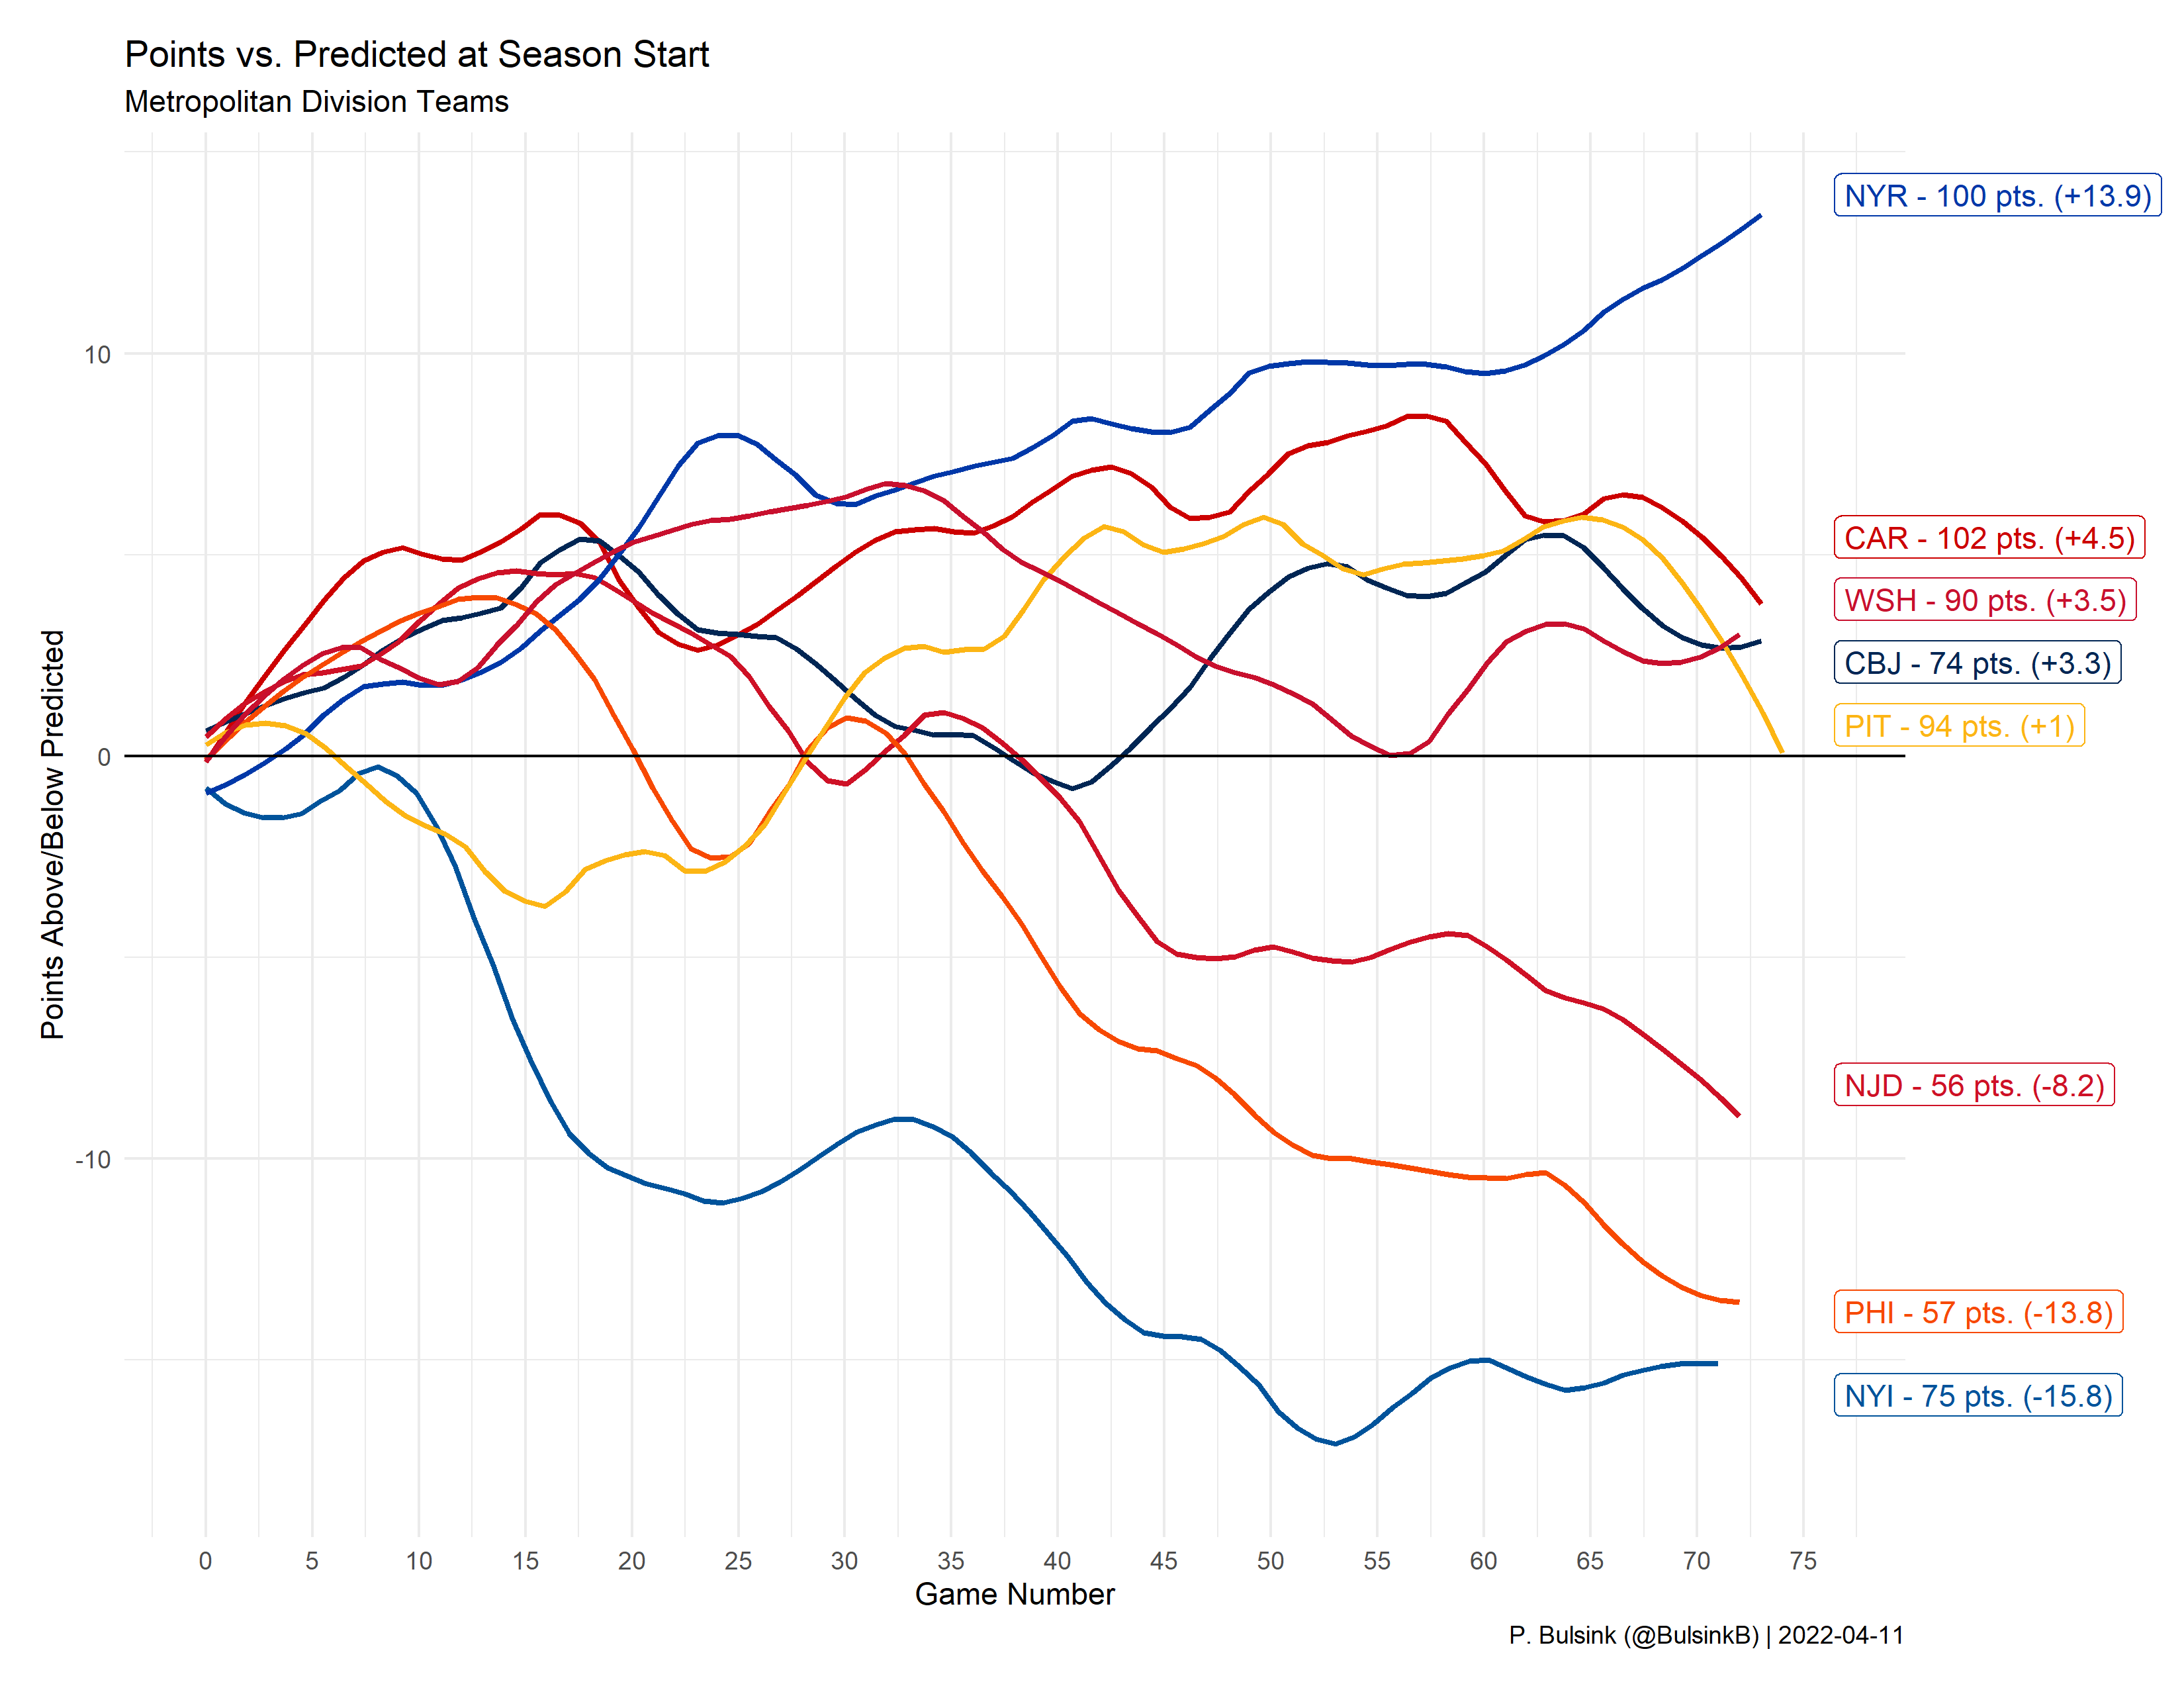 Points vs. Predicted at Season Start
Metropolitan Division Teams
Points Above/Below Predicted
10
0
-10
NYR - 100 pts. (+13.9)
CAR - 102 pts. (+4.5)
WSH - 90 pts. (+3.5)
CBJ - 74 pts. (+3.3)
PIT - 94 pts. (+1)
NJD - 56 pts. (-8.2)
PHI - 57 pts. (-13.8)
NYI - 75 pts. (-15.8)
0 5 10 15 20 25 30 35 40 45 50 55 60 65 70 75
Game Number
P. Bulsink (@BulsinkB) | 2022-04-11